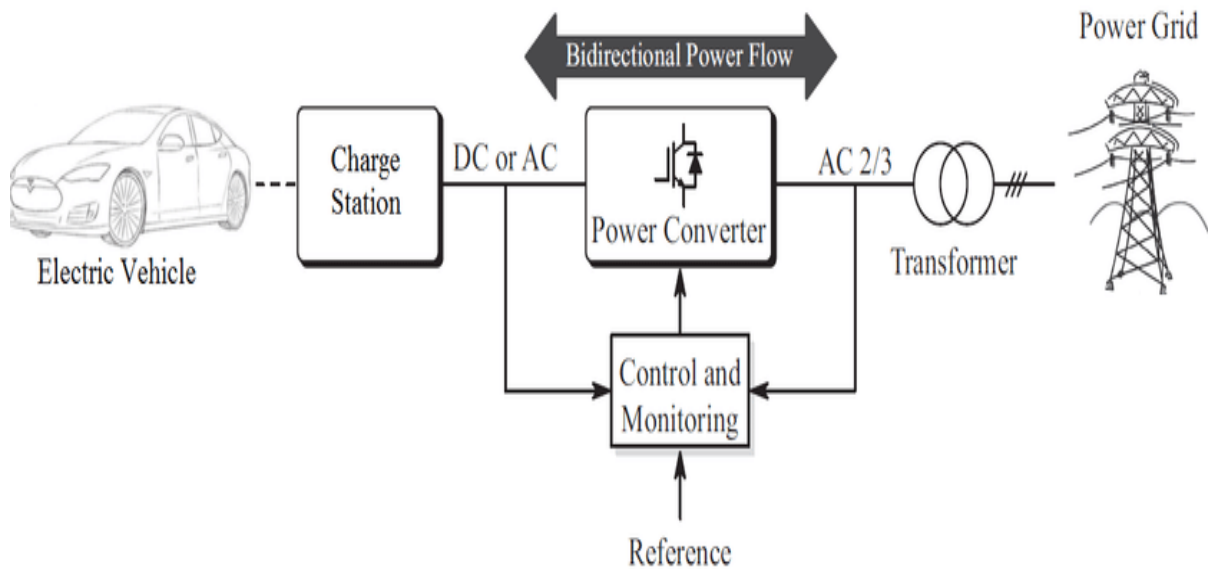 Power Grid
Bidirectional Power Flow
Charge
Station
DC or AC
Power Converter
AC 2/3
Transformer
Electric Vehicle
Control and
Monitoring
Reference